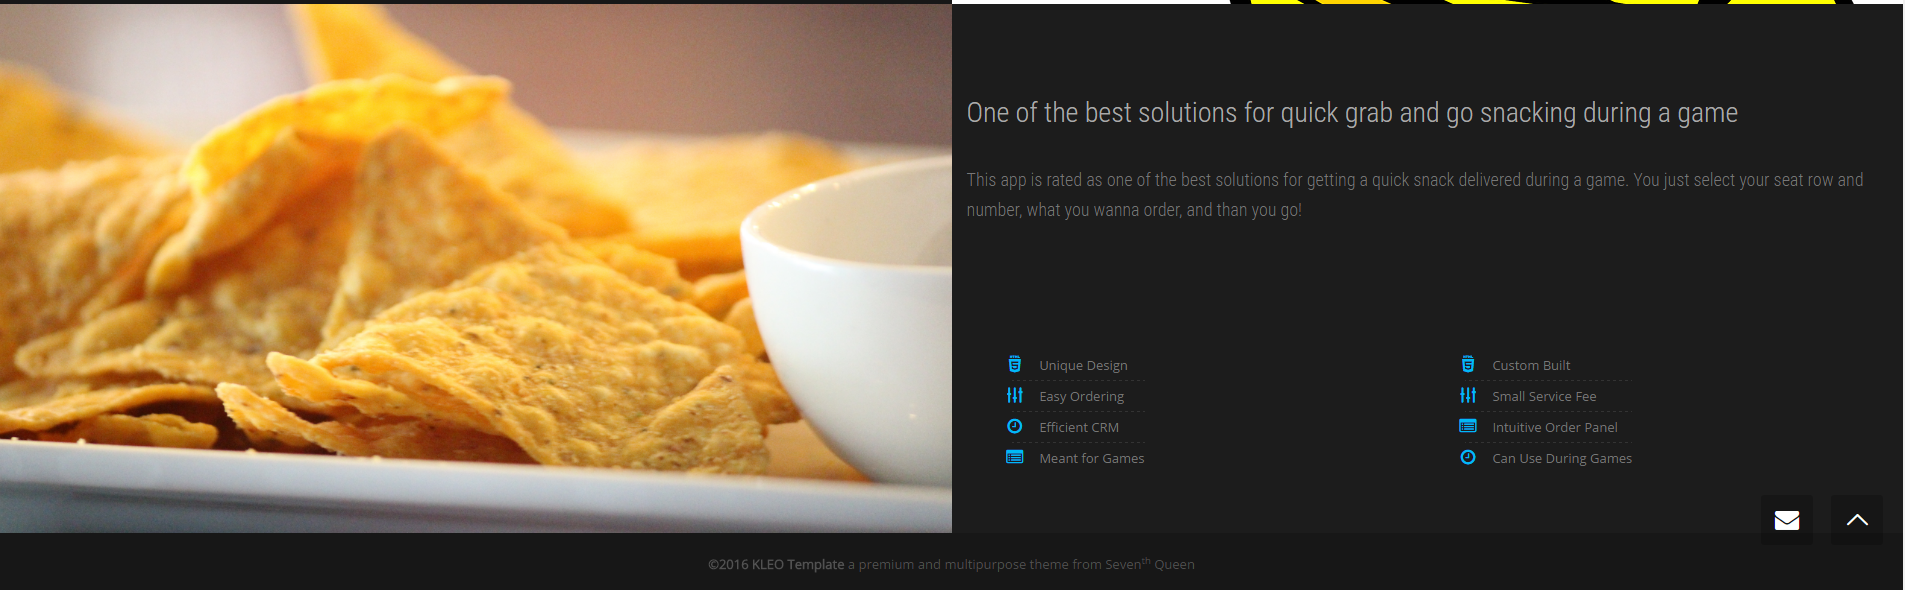 One of the best solutions for quick grab and go snacking during a game
This app is rated as one of the best solutions for getting a quick snack delivered during a game. You just select your seat row and
number, what you wanna order, and than you go!
Unique Design
Easy Ordering
Efficient CRM
Meant for Games
Custom Built
Small Service Fee
Intuitive Order Panel
Can Use During Games
©2016 KLEO Template a premium and multipurpose theme from Seventh Queen